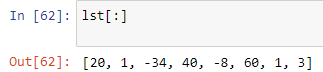 In [62]: lst[:]
Out[62]: [20, 1, -34, 40, -8, 60, 1, 3]